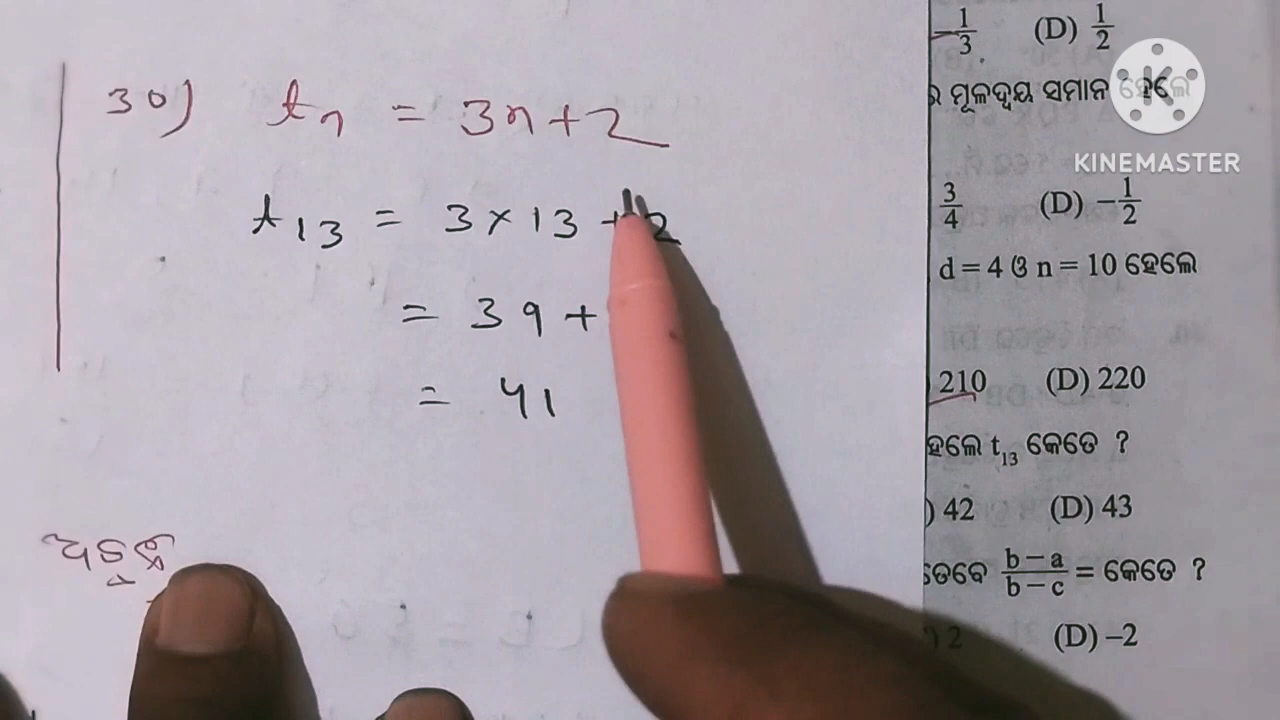 30) tn = 3n+2
t13 = 3×13+2
= 39+
= 41
1/3 (D) 1/2
ମୂଳଦ୍ୱୟ ସମାନ ହେଲେ
KINEMASTER
3/4 (D) –1/2
d = 4 ଓ n = 10 ହେଲେ
210 (D) 220
ହେଲେ t13 କେତେ ?
) 42 (D) 43
ତେବେ b – a/b – c = କେତେ ?
) 2 (D) –2